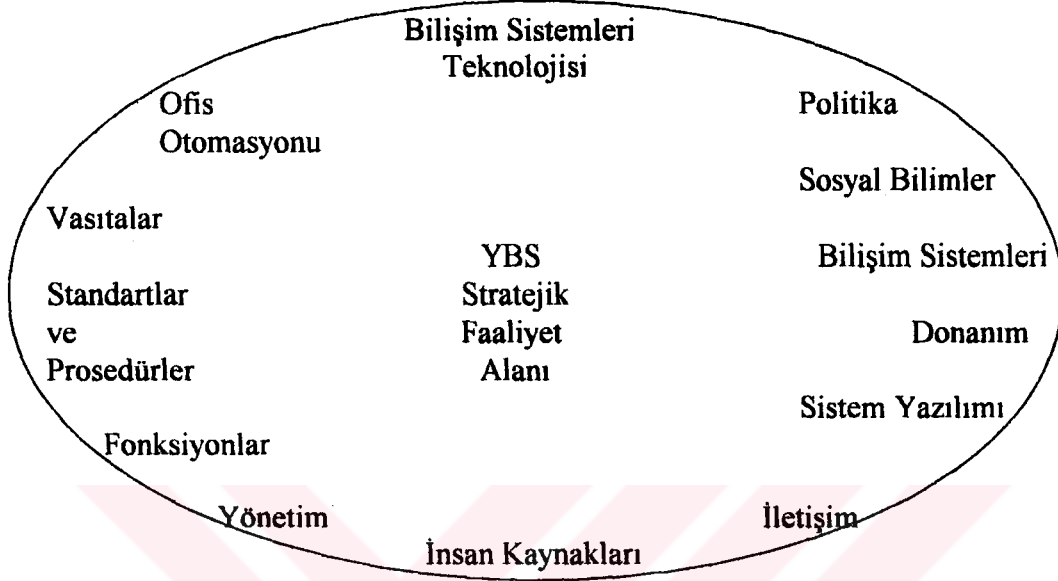 Bilişim Sistemleri
Teknolojisi
Ofis
Otomasyonu
Politika
Sosyal Bilimler
Vasıtalar
YBS
Stratejik
Faaliyet
Alanı
Bilişim Sistemleri
Standartlar
ve
Prosedürler
Donanım
Sistem Yazılımı
Fonksiyonlar
Yönetim
İletişim
İnsan Kaynakları